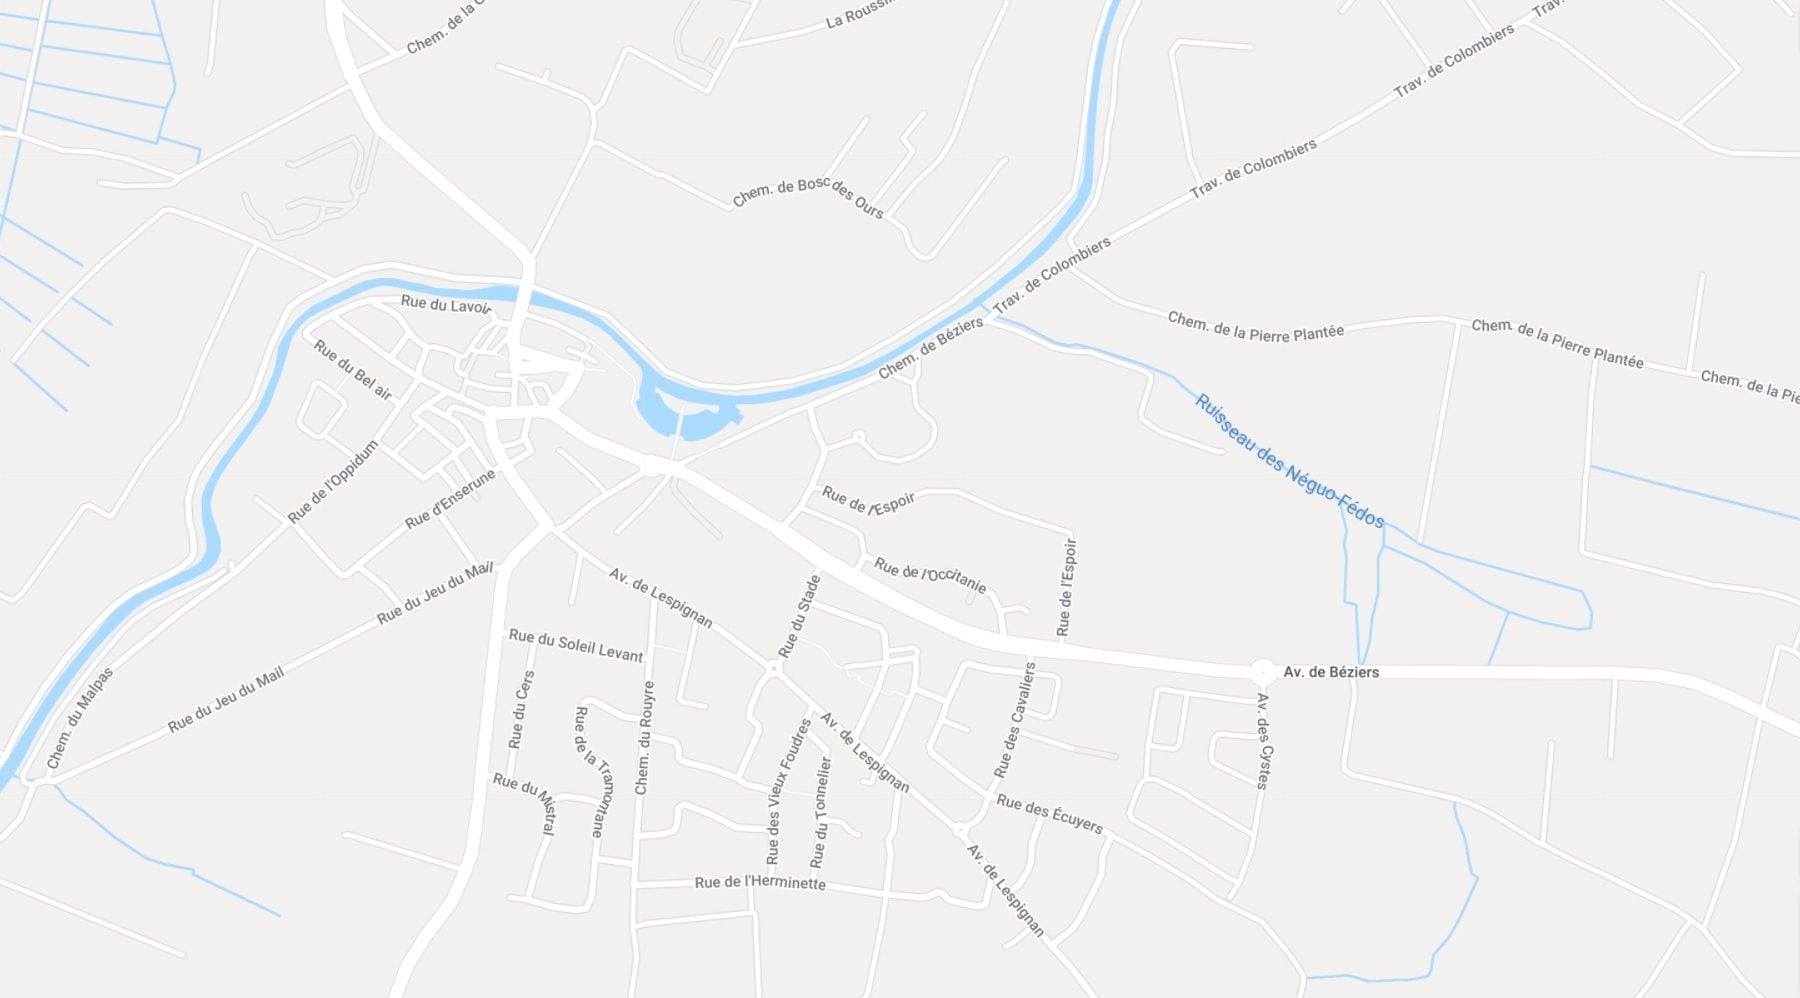 Chem. de la
La Roussi
Trav. de Colombiers
Trav.
Trav. de Colombiers
Chem. de Bosc des Ours
Trav. de Colombiers
Rue du Lavoir
Chem. de Béziers
Chem. de la Pierre Plantée
Chem. de la Pierre Plantée
Chem. de la Pie
Rue du Bel air
Ruisseau des Néguo-Fédos
Rue de l'Oppidum
Rue d'Enserune
Rue de l'Espoir
Rue de l'Espoir
Rue de l'Occitanie
Rue du Jeu du Mail
Av. de Lespignan
Rue du Stade
Rue du Soleil Levant
Av. de Béziers
Chem. du Malpas
Rue du Jeu du Mail
Rue du Cers
Rue de la Tramontane
Chem. du Rouyre
Rue des Vieux Foudres
Av. de Lespignan
Rue des Cavaliers
Av. des Cystes
Rue du Mistral
Rue du Tonnelier
Rue des Écuyers
Rue de l'Herminette
Av. de Lespignan